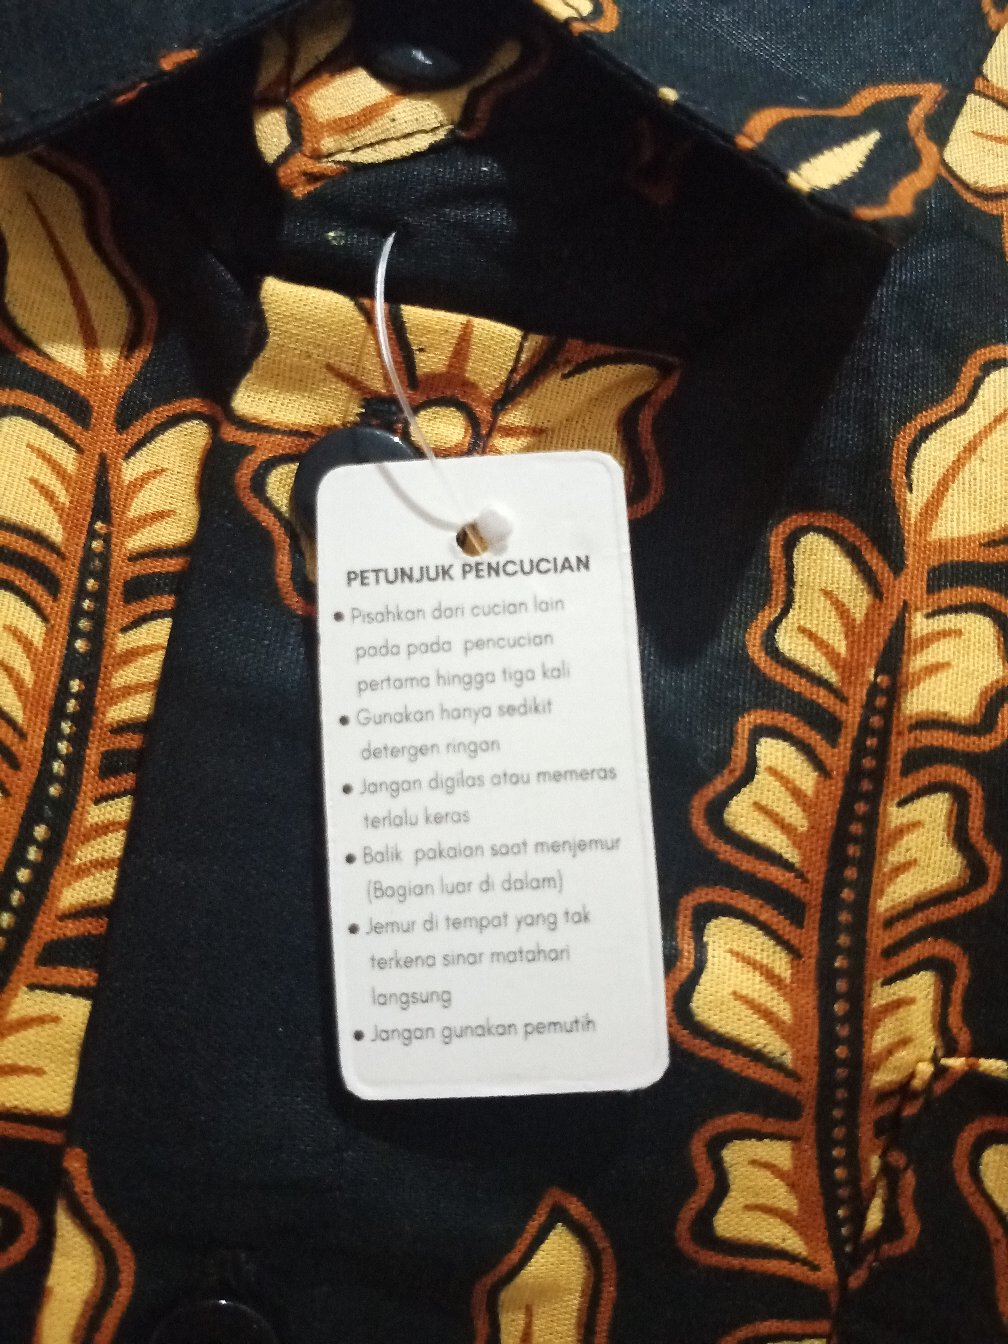 PETUNJUK PENCUCIAN
• Pisahkan dari cucian lain
pada pada pencucian
pertama hingga tiga kali
• Gunakan hanya sedikit
detergen ringan
• Jangan digilas atau memeras
terlalu keras
• Balik pakaian saat menjemur
(Bagian luar di dalam)
• Jemur di tempat yang tak
terkena sinar matahari
langsung
• Jangan gunakan pemutih